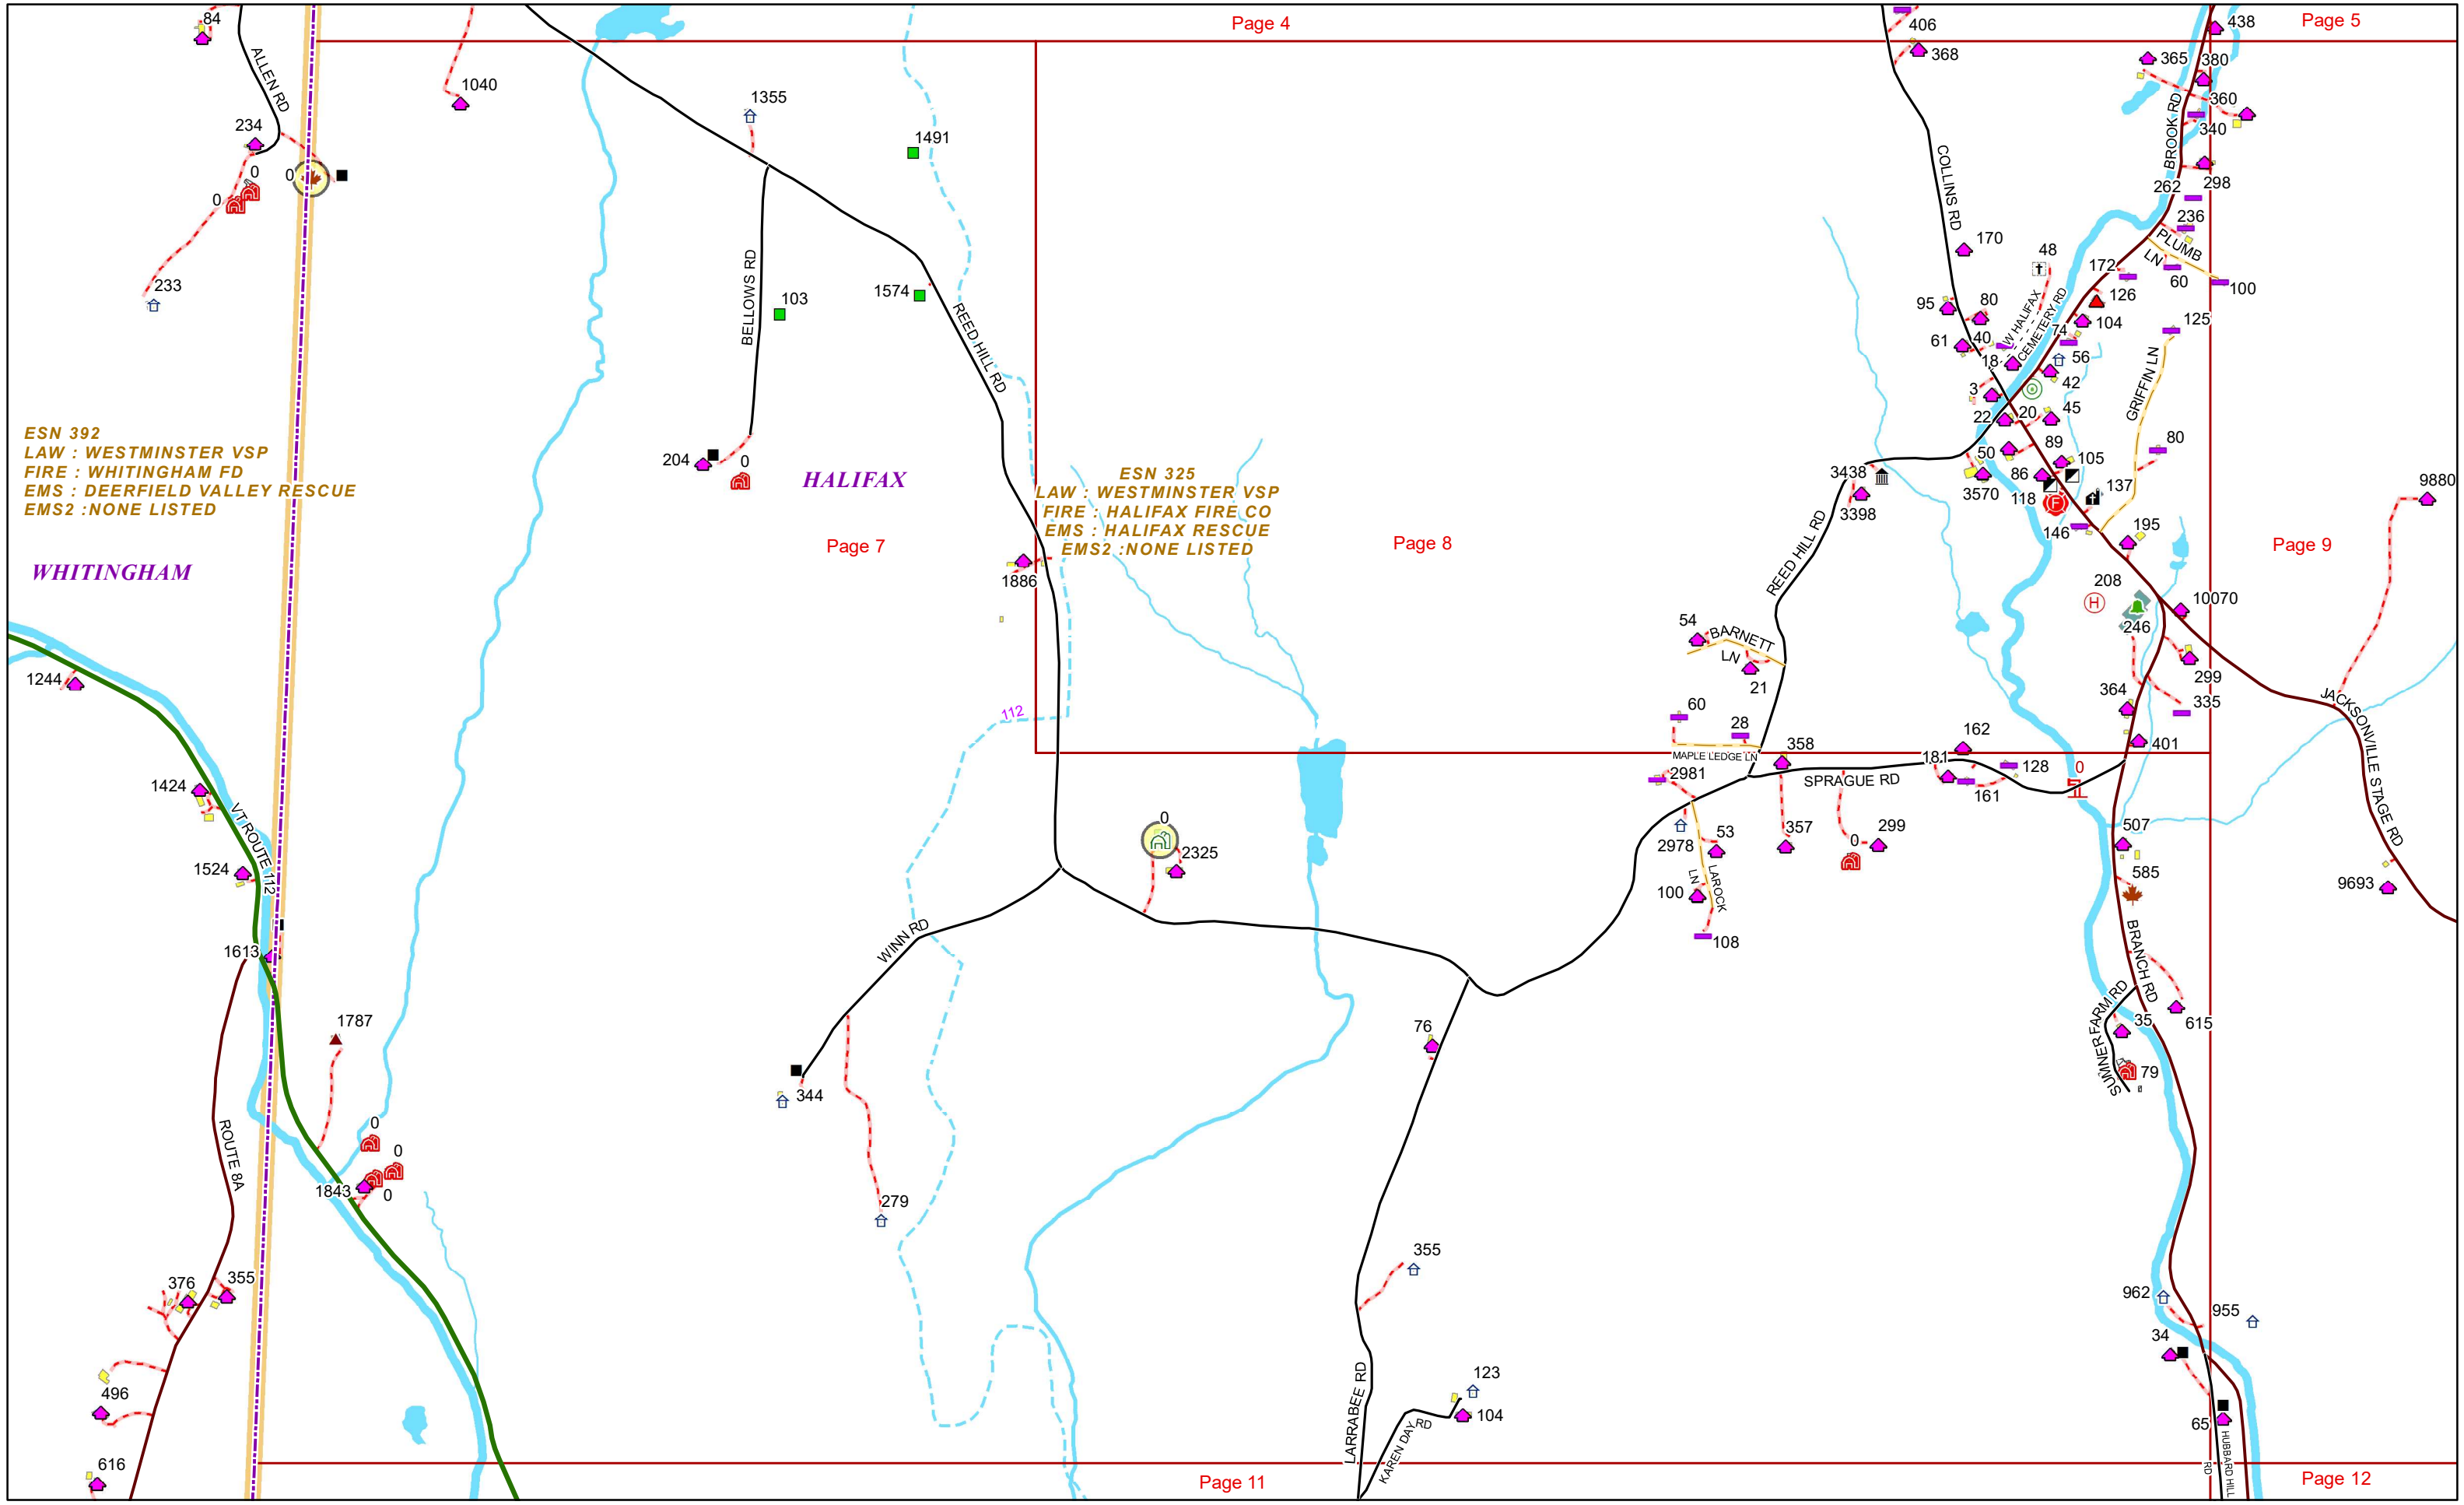 Page 4
Page 5
84
ALLEN RD
1040
234
0
0
0
233
1355
1491
1574
103
BELLOWS RD
REED HILL RD
204
0
406
368
438
365
380
360
340
BROOK RD
298
262
236
PLUMB
LN
60
100
172
126
104
125
COLLINS RD
170
48
95
80
61
40
W HALIFAX
CEMETERY RD
74
56
18
42
3
22
20
45
GRIFFIN LN
80
50
89
105
86
3570
118
137
146
195
3438
3398
9880
ESN 392
LAW : WESTMINSTER VSP
FIRE : WHITINGHAM FD
EMS : DEERFIELD VALLEY RESCUE
EMS2 :NONE LISTED
WHITINGHAM
HALIFAX
ESN 325
LAW : WESTMINSTER VSP
FIRE : HALIFAX FIRE CO
EMS : HALIFAX RESCUE
EMS2 :NONE LISTED
Page 7
Page 8
Page 9
1886
REED HILL RD
208
H
F
10070
246
299
335
364
401
54
BARNETT
LN
21
60
28
MAPLE LEDGE LN
358
162
181
128
161
0
SPRAGUE RD
JACKSONVILLE STAGE RD
9693
1244
112
1424
VT ROUTE 112
1524
1613
2981
2978
53
LAROCK
LN
100
108
357
0
299
507
585
BRANCH RD
0
2325
WINN RD
344
279
1787
0
0
0
1843
ROUTE 8A
376
355
496
616
76
355
LARRABEE RD
KAREN DAY RD
123
104
SUMNER FARM RD
35
79
615
962
955
34
65
HUBBARD HILL
RD
Page 11
Page 12